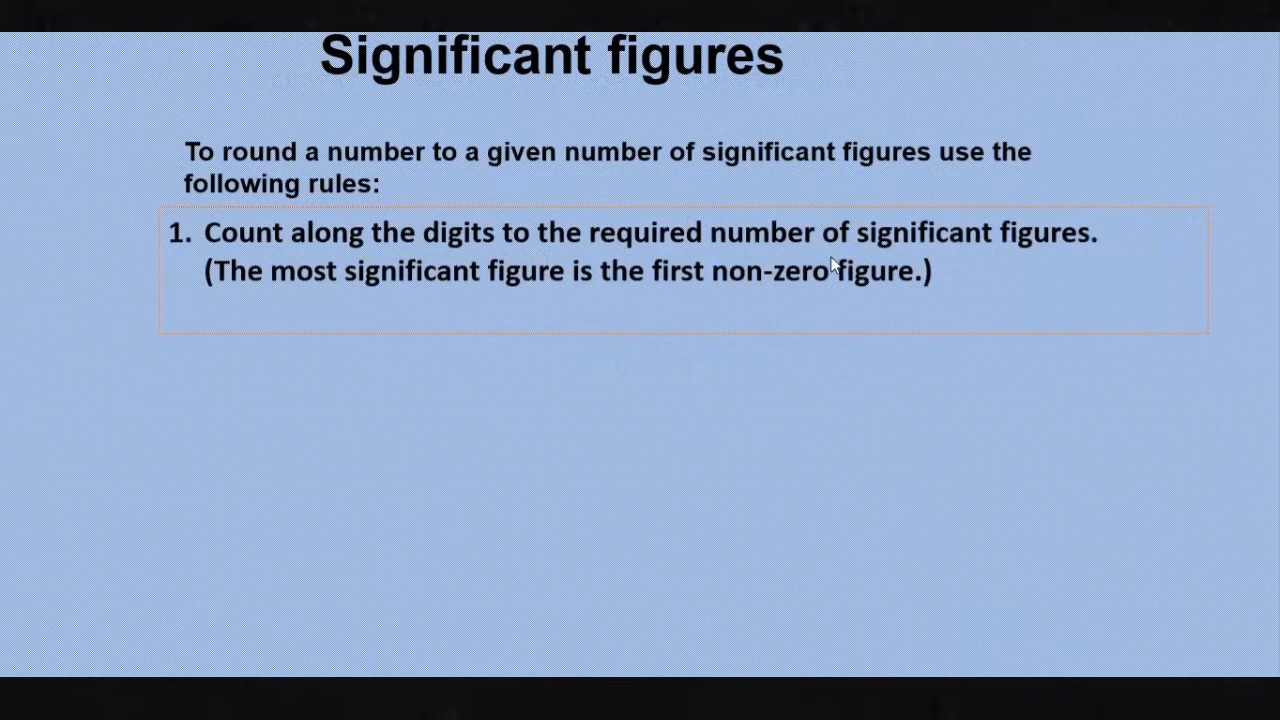 Significant figures
To round a number to a given number of significant figures use the
following rules:
1. Count along the digits to the required number of significant figures.
(The most significant figure is the first non-zero figure.)